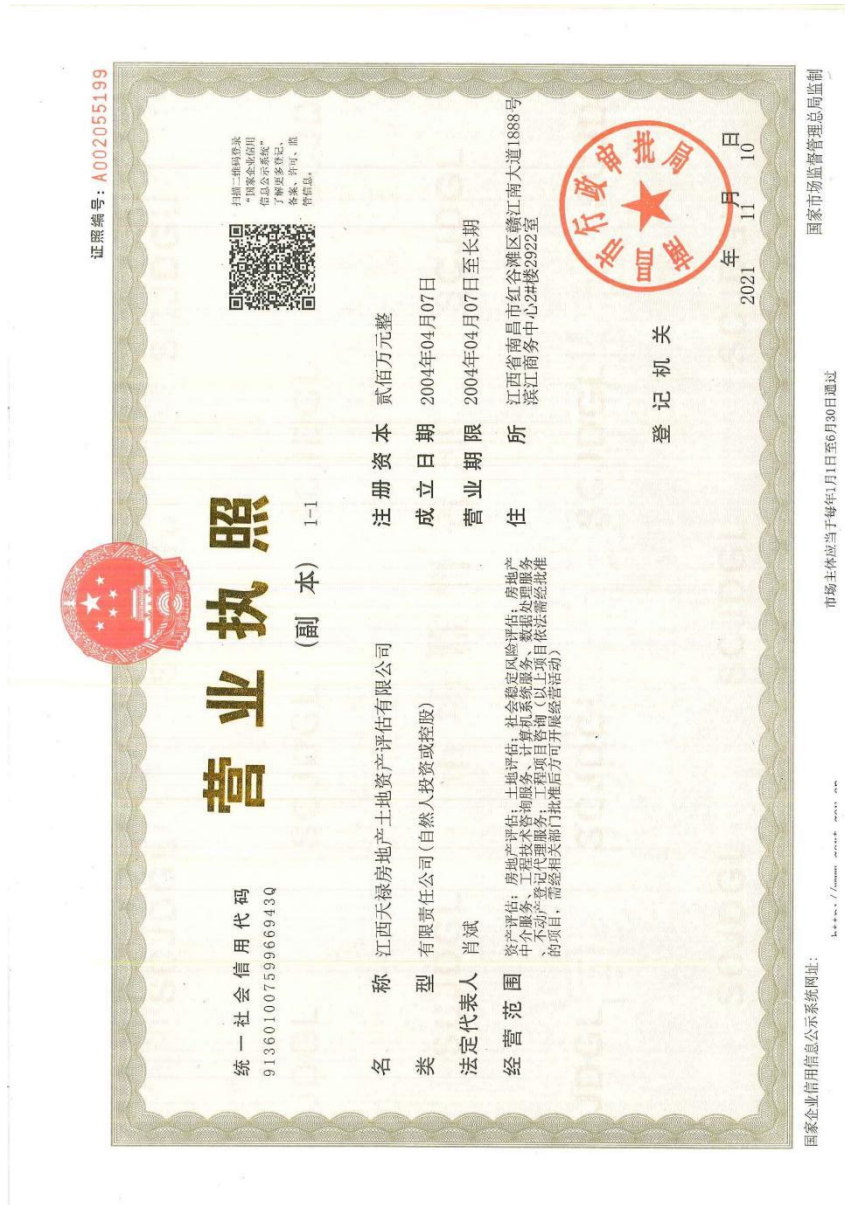 证照编号：A002055199
统一社会信用代码
91360100759966943Q
营业执照
(副 本) 1-1
扫描二维码登录
“国家企业信用
信息公示系统”
了解更多登记、
备案、许可、监
管信息。
名 称 江西天禄房地产土地资产评估有限公司
类 型 有限责任公司(自然人投资或控股)
法定代表人 肖斌
经营范围 资产评估；房地产评估；土地评估；社会稳定风险评估；房地产
中介服务、工程技术咨询服务、计算机系统服务、数据处理服务
、不动产登记代理服务；工程项目咨询（以上项目依法需经批准
的项目，需经相关部门批准后方可开展经营活动）
注册资本 贰佰万元整
成立日期 2004年04月07日
营业期限 2004年04月07日至长期
住 所 江西省南昌市红谷滩区赣江南大道1888号
滨江商务中心2#楼2922室
登记机关
南昌市行政审批局
2021 年 11 月 10 日
国家企业信用信息公示系统网址：
市场主体应当于每年1月1日至6月30日通过
国家市场监督管理总局监制